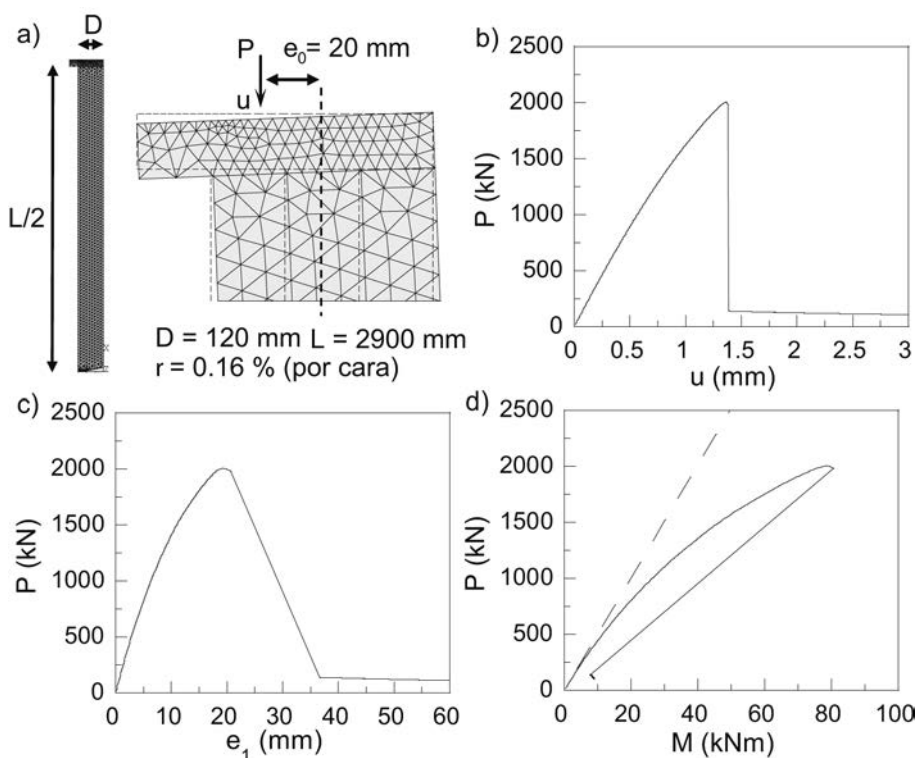 a)
D
P
e₀= 20 mm
u
L/2
D = 120 mm L = 2900 mm
r = 0.16 % (por cara)
b)
2500
2000
1500
1000
500
0
P (kN)
0 0.5 1 1.5 2 2.5 3
u (mm)
c)
2500
2000
1500
1000
500
0
P (kN)
0 20 40 60
e₁ (mm)
d)
2500
2000
1500
1000
500
0
P (kN)
0 20 40 60 80 100
M (kNm)